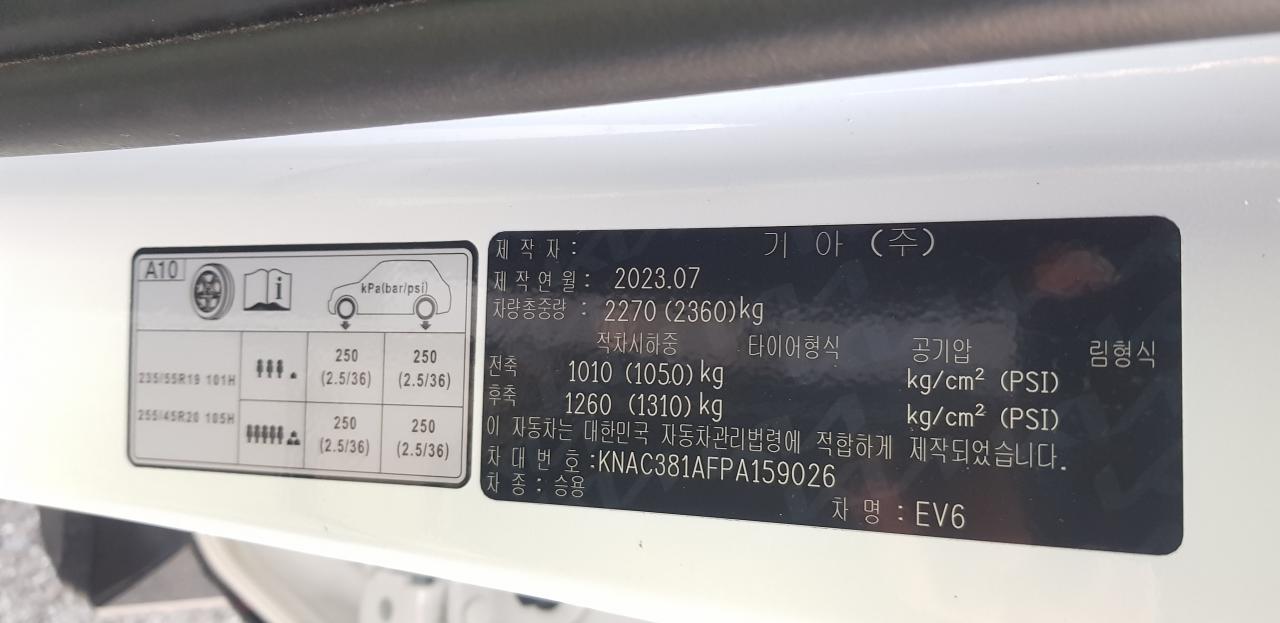 A10
i
kPa(bar/psi)
235/55R19 101H
255/45R20 105H
250 (2.5/36) 250 (2.5/36)
250 (2.5/36) 250 (2.5/36)
제 작 자 : 기 아 (주)
제 작 연 월 : 2023.07
차량총중량 : 2270 (2360)kg
적차시하중 타이어형식 공기압 림형식
전축 1010 (1050) kg kg/cm² (PSI)
후축 1260 (1310) kg kg/cm² (PSI)
이 자동차는 대한민국 자동차관리법령에 적합하게 제작되었습니다.
차 대 번 호 :KNAC381AFPA159026
차 종 : 승용
차 명 : EV6